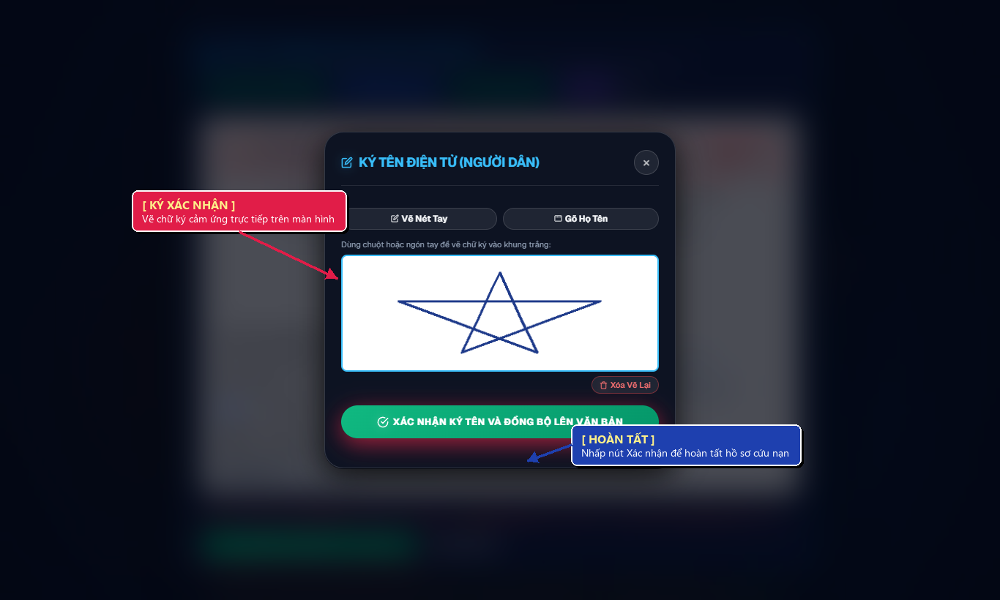 KÝ TÊN ĐIỆN TỬ (NGƯỜI DÂN)
[ KÝ XÁC NHẬN ]
Vẽ chữ ký cảm ứng trực tiếp trên màn hình
Vẽ Nét Tay
Gõ Họ Tên
Dùng chuột hoặc ngón tay để vẽ chữ ký vào khung trắng:
Xóa Vẽ Lại
XÁC NHẬN KÝ TÊN VÀ ĐỒNG BỘ LÊN VĂN BẢN
[ HOÀN TẤT ]
Nhấp nút Xác nhận để hoàn tất hồ sơ cứu nạn